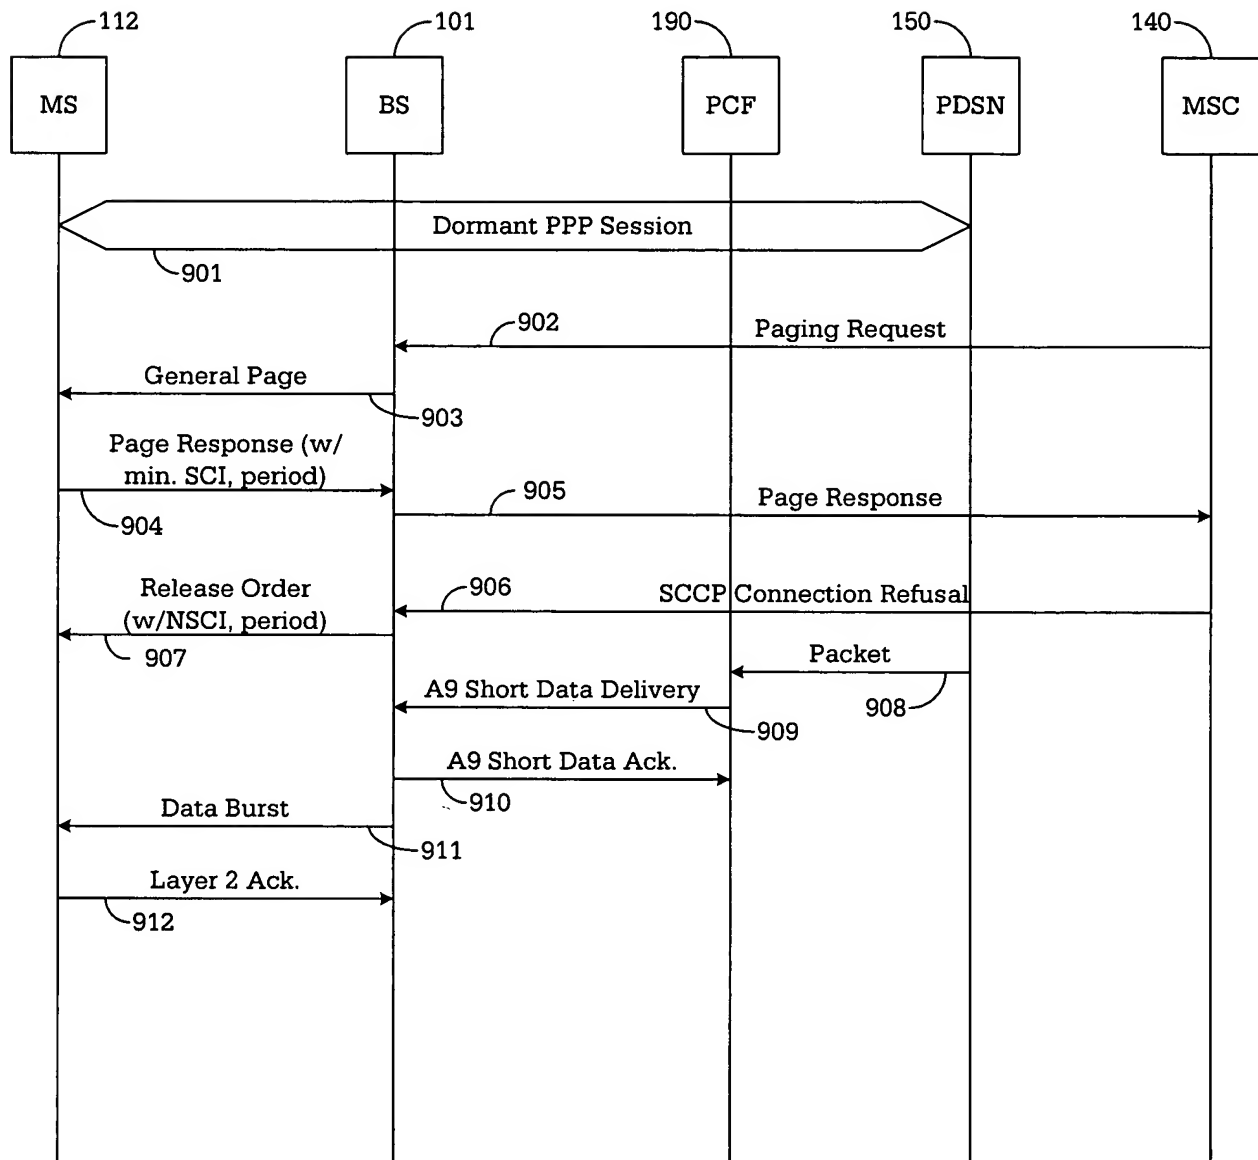 112
101
190
150
140
MS
BS
PCF
PDSN
MSC
Dormant PPP Session
901
902
Paging Request
General Page
903
Page Response (w/
min. SCI, period)
904
905
Page Response
Release Order
(w/NSCI, period)
906
SCCP Connection Refusal
907
Packet
908
A9 Short Data Delivery
909
A9 Short Data Ack.
910
Data Burst
911
Layer 2 Ack.
912